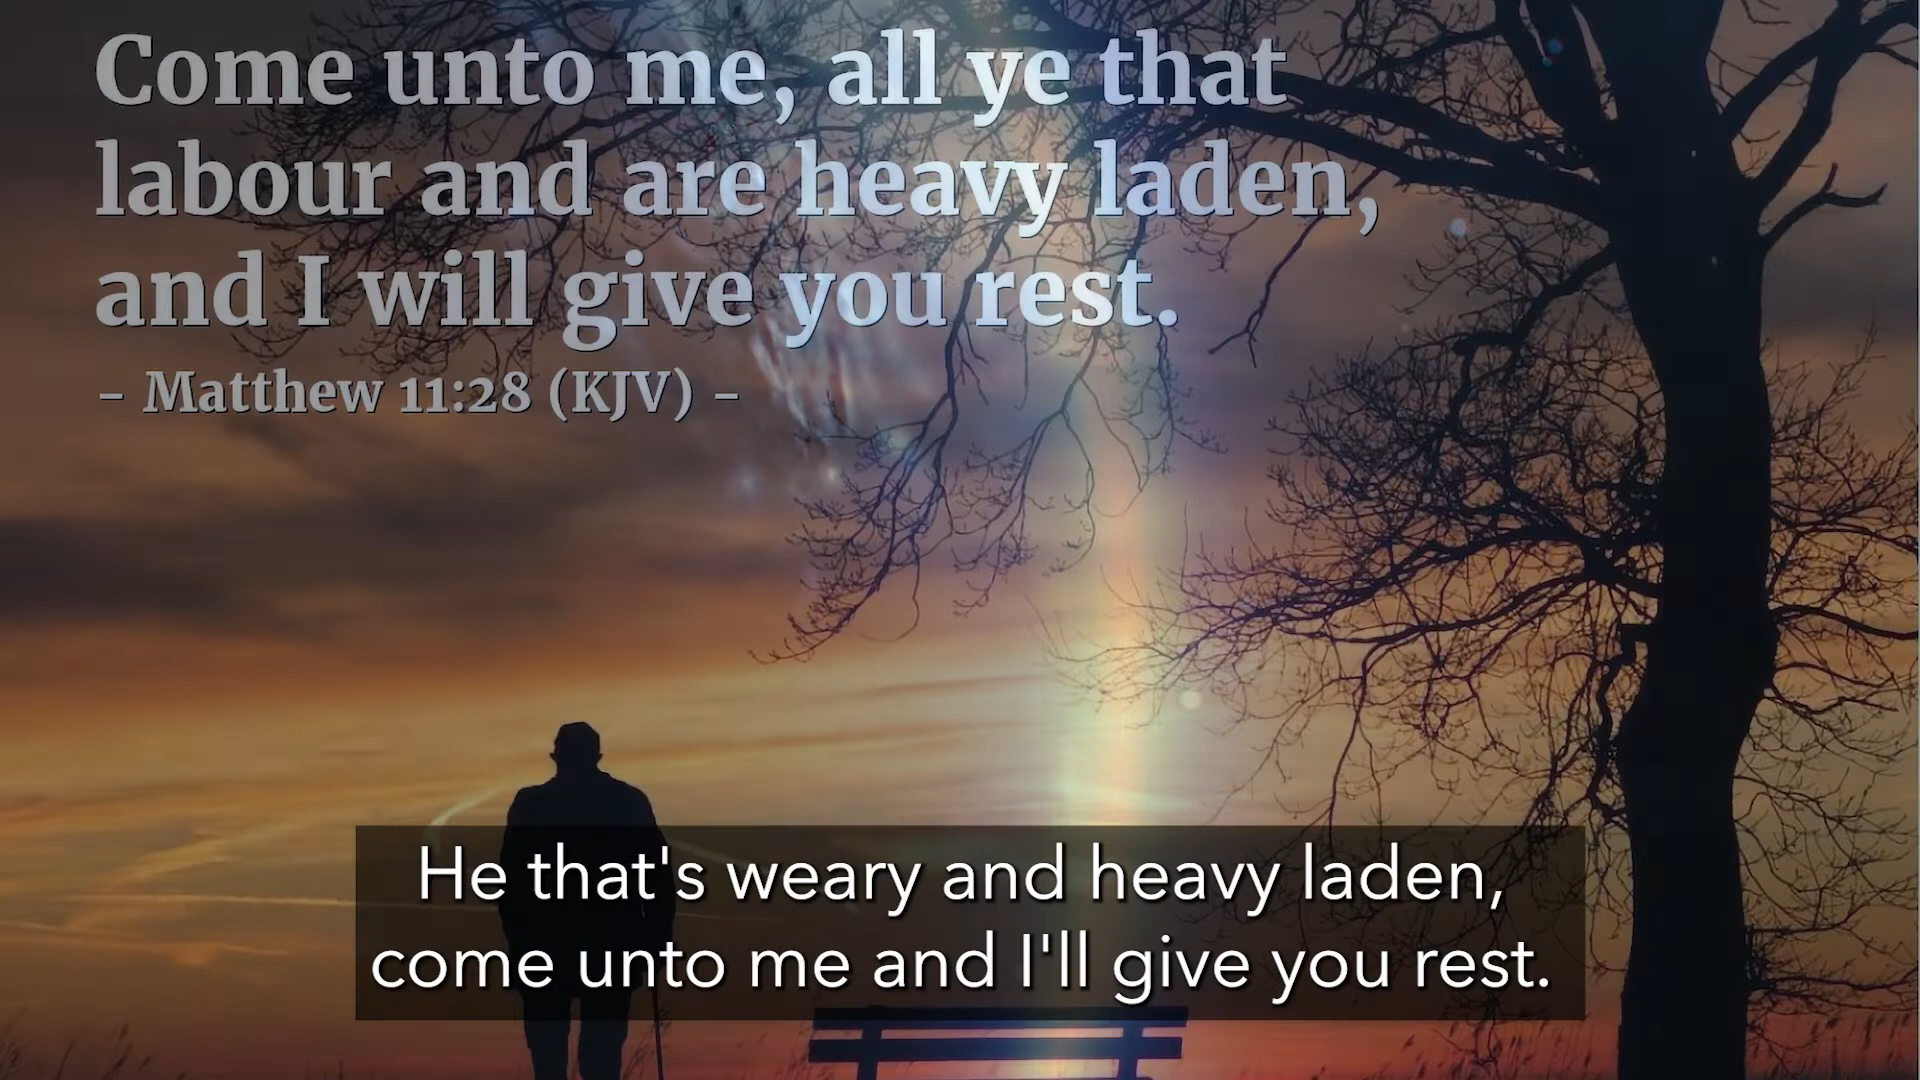 Come unto me, all ye that
labour and are heavy laden,
and I will give you rest.
- Matthew 11:28 (KJV) -
He that's weary and heavy laden,
come unto me and I'll give you rest.